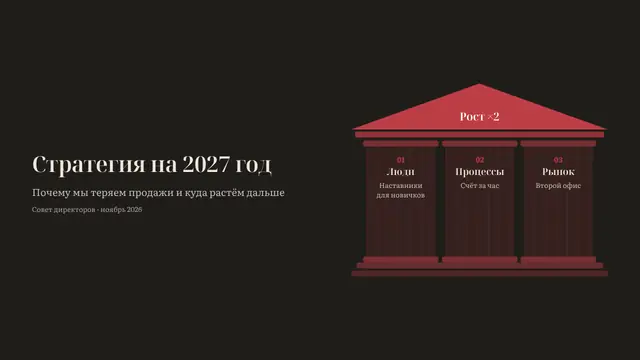 Стратегия на 2027 год
Почему мы теряем продажи и куда растём дальше
Совет директоров · ноябрь 2026
Рост ×2
01
Люди
Наставники
для новичков
02
Процессы
Счёт за час
03
Рынок
Второй офис